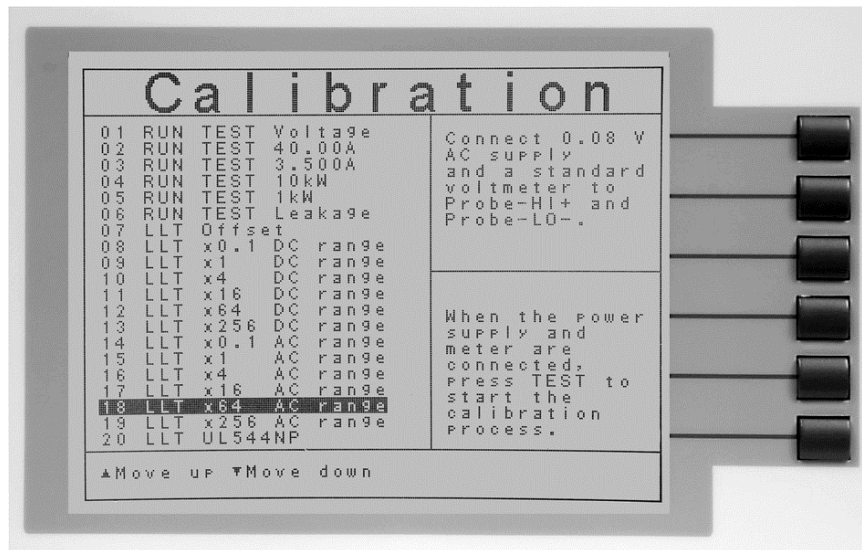 Calibration
01 RUN TEST Voltage
02 RUN TEST 40.00A
03 RUN TEST 3.500A
04 RUN TEST 10kW
05 RUN TEST 1kW
06 RUN TEST Leakage
07 LLT Offset
08 LLT x0.1 DC range
09 LLT x1 DC range
10 LLT x4 DC range
11 LLT x16 DC range
12 LLT x64 DC range
13 LLT x256 DC range
14 LLT x0.1 AC range
15 LLT x1 AC range
16 LLT x4 AC range
17 LLT x16 AC range
18 LLT x64 AC range
19 LLT x256 AC range
20 LLT UL544NP
Connect 0.08 V
AC supply
and a standard
voltmeter to
Probe-HI+ and
Probe-LO-.
When the power
supply and
meter are
connected,
press TEST to
start the
calibration
process.
▲Move up ▼Move down